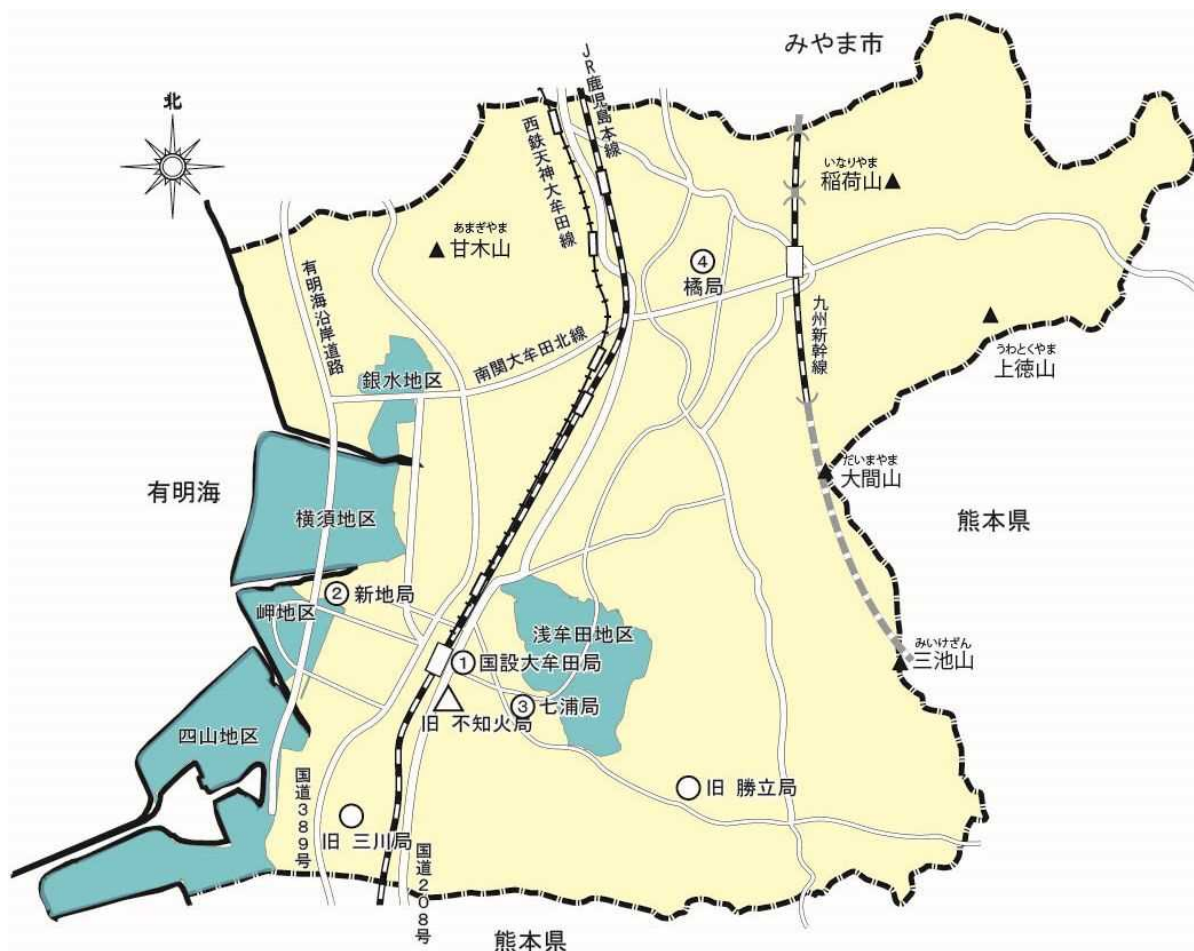 みやま市
北
JR鹿児島本線
西鉄天神大牟田線
いなりやま
稲荷山
あまぎやま
甘木山
④
橘局
有明海沿岸道路
九州新幹線
うわとくやま
上徳山
南関大牟田北線
銀水地区
だいまやま
大間山
有明海
横須地区
熊本県
② 新地局
岬地区
浅牟田地区
みいけざん
三池山
① 国設大牟田局
③ 七浦局
旧 不知火局
四山地区
国道389号
旧 勝立局
旧 三川局
国道208号
熊本県